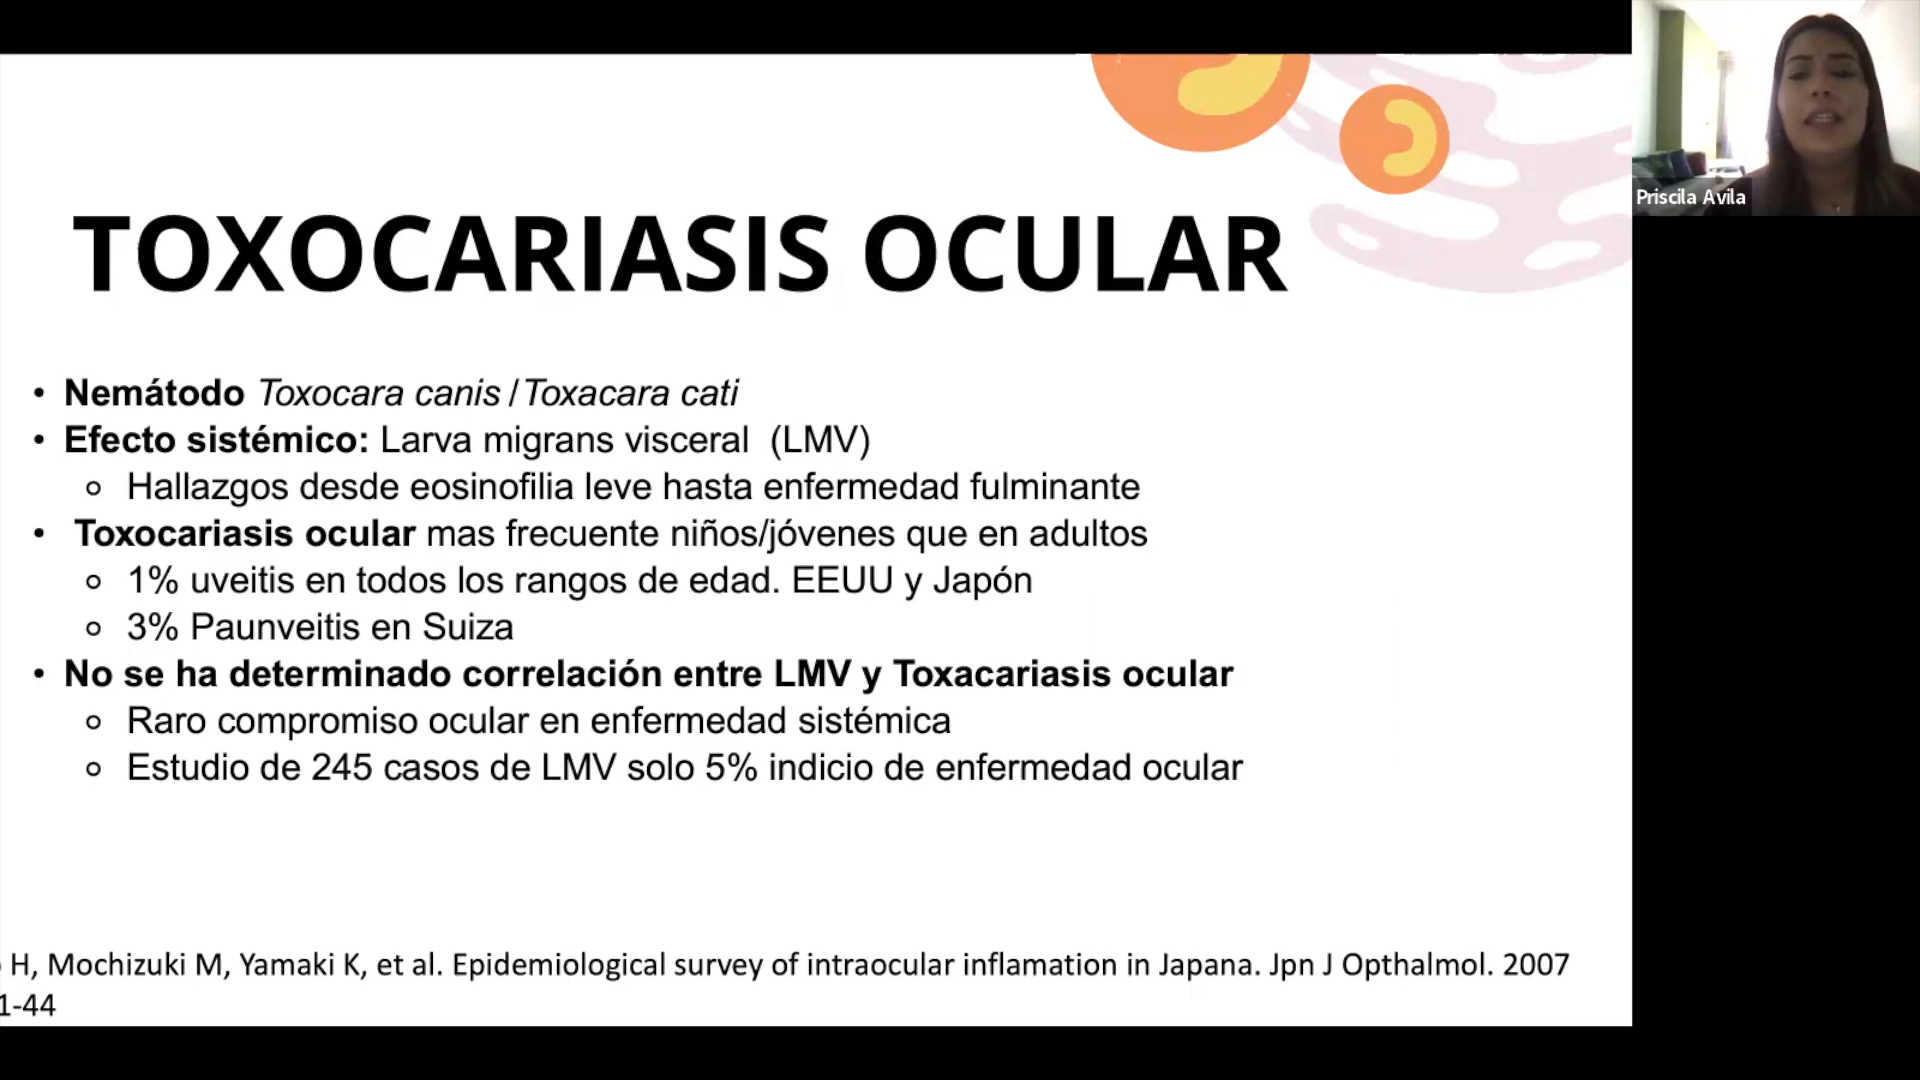 TOXOCARIASIS OCULAR
• Nemátodo Toxocara canis / Toxacara cati
• Efecto sistémico: Larva migrans visceral (LMV)
Hallazgos desde eosinofilia leve hasta enfermedad fulminante
• Toxocariasis ocular mas frecuente niños/jóvenes que en adultos
1% uveitis en todos los rangos de edad. EEUU y Japón
3% Paunveitis en Suiza
• No se ha determinado correlación entre LMV y Toxacariasis ocular
Raro compromiso ocular en enfermedad sistémica
Estudio de 245 casos de LMV solo 5% indicio de enfermedad ocular
H, Mochizuki M, Yamaki K, et al. Epidemiological survey of intraocular inflamation in Japana. Jpn J Opthalmol. 2007
1-44
Priscila Avila